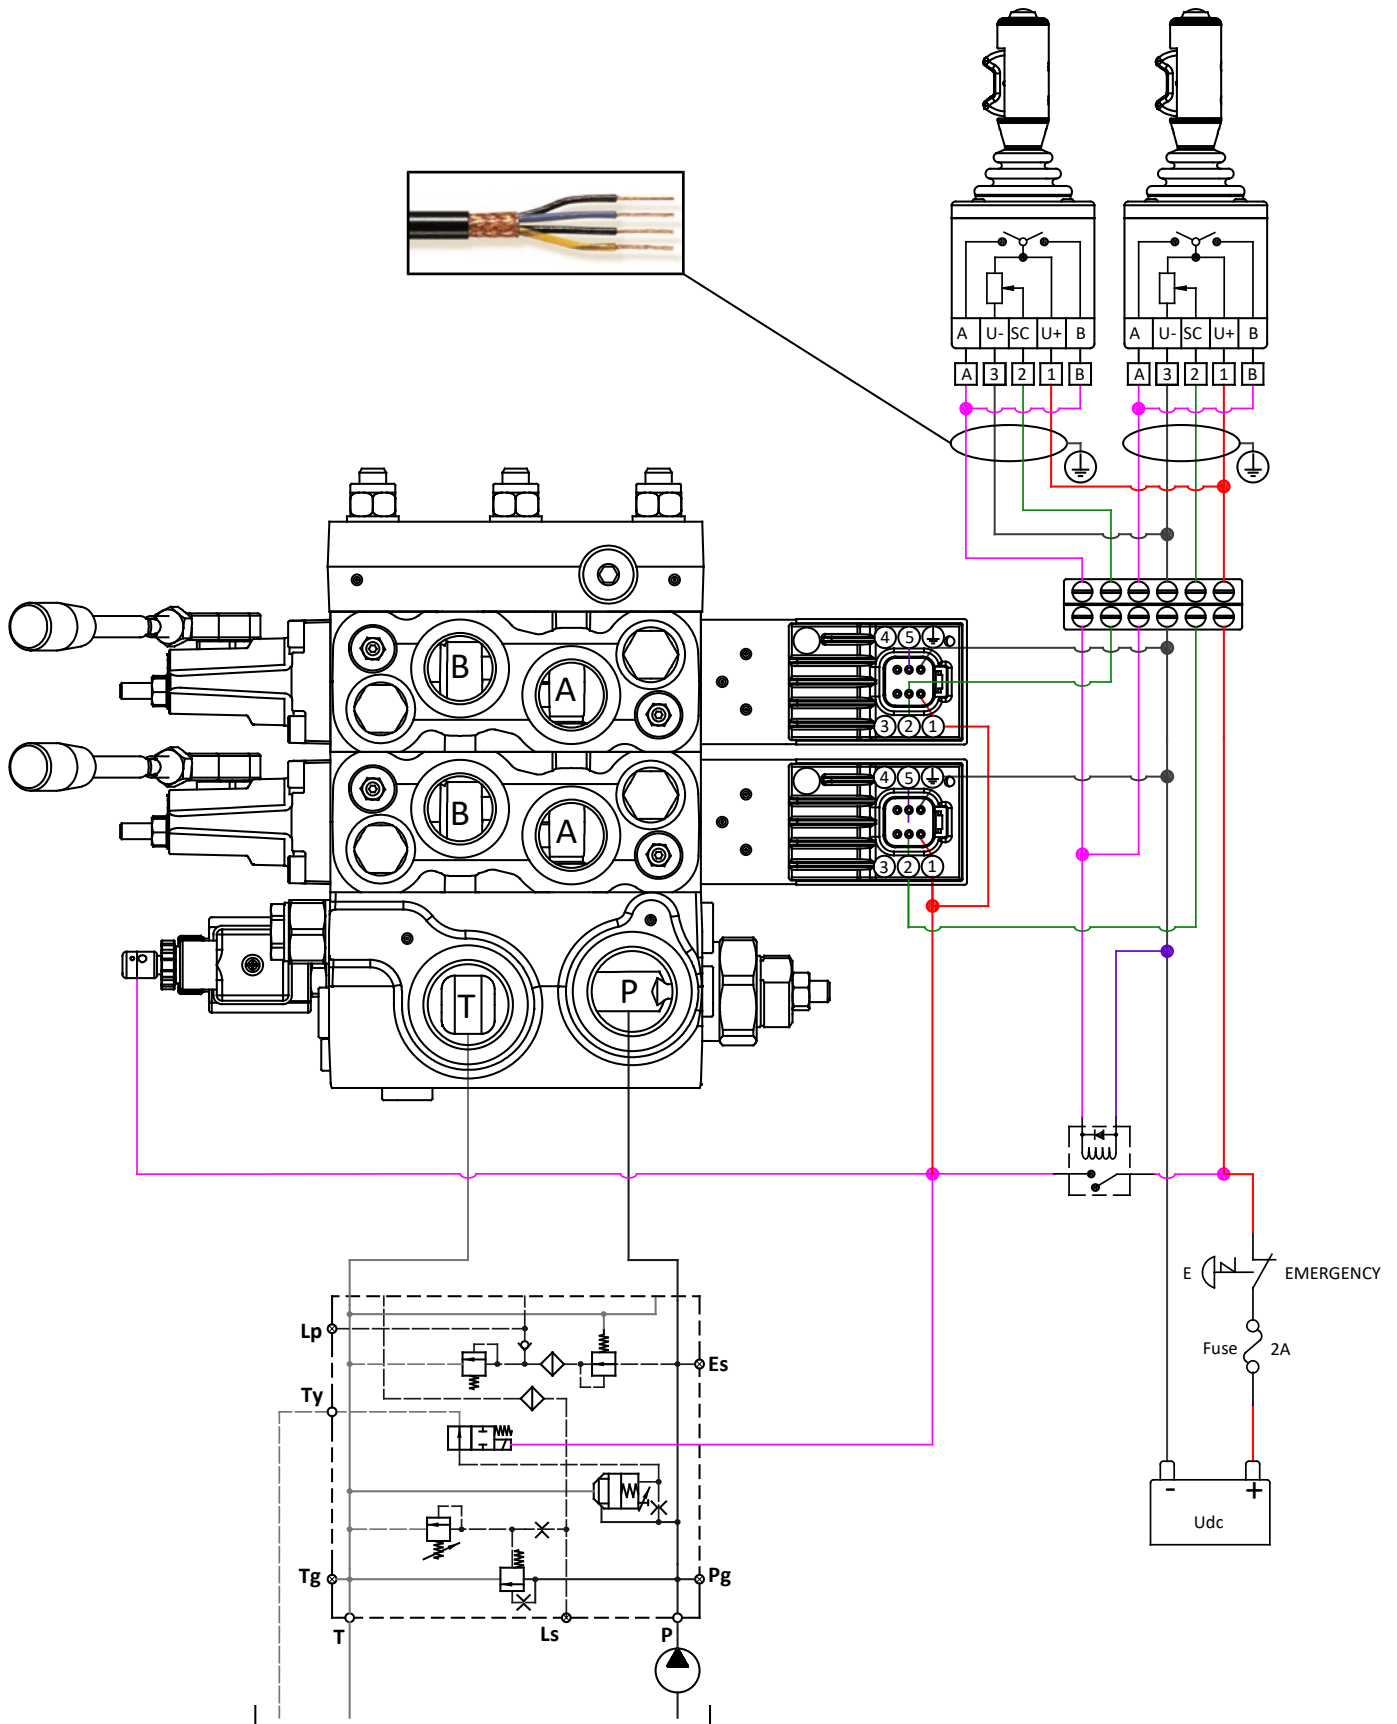 A U- SC U+ B
A U- SC U+ B
A 3 2 1 B
A 3 2 1 B
4 5
B
A
3 2 1
4 5
B
A
3 2 1
T
P
E
EMERGENCY
Fuse
2A
Lp
Es
Ty
- +
Udc
Tg
Pg
T
Ls
P